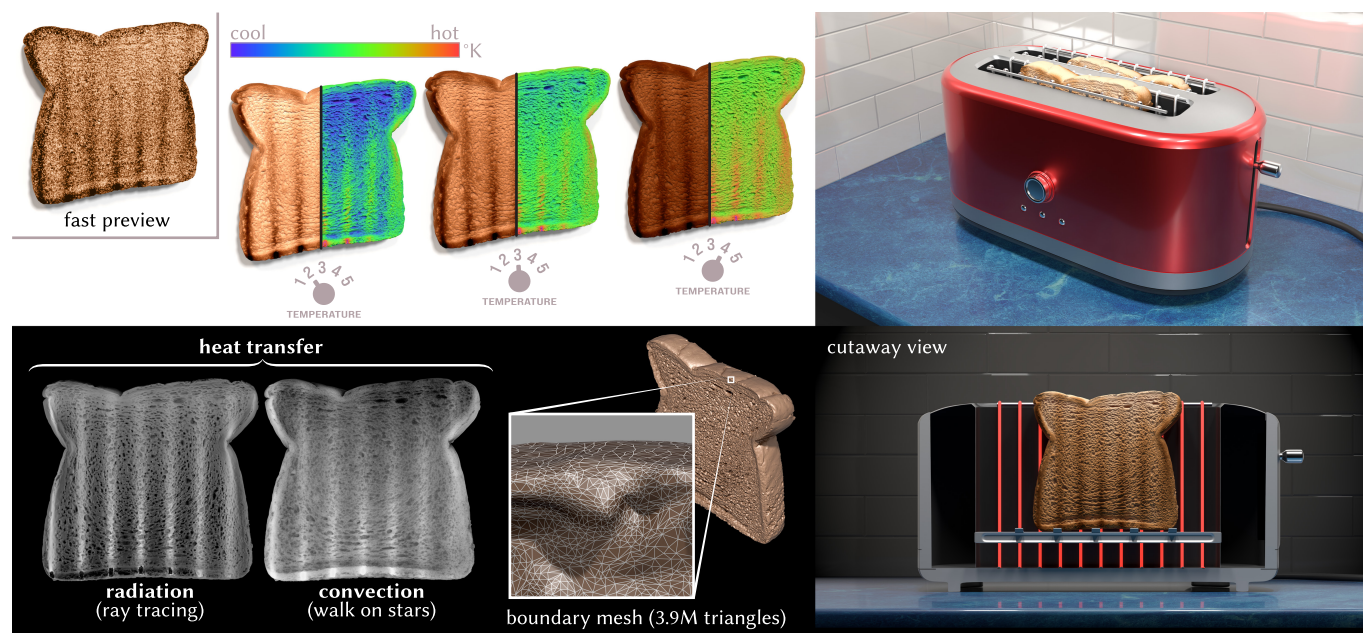 cool hot
°K
fast preview
1 2 3 4 5
TEMPERATURE
1 2 3 4 5
TEMPERATURE
1 2 3 4 5
TEMPERATURE
heat transfer
cutaway view
radiation
(ray tracing)
convection
(walk on stars)
boundary mesh (3.9M triangles)